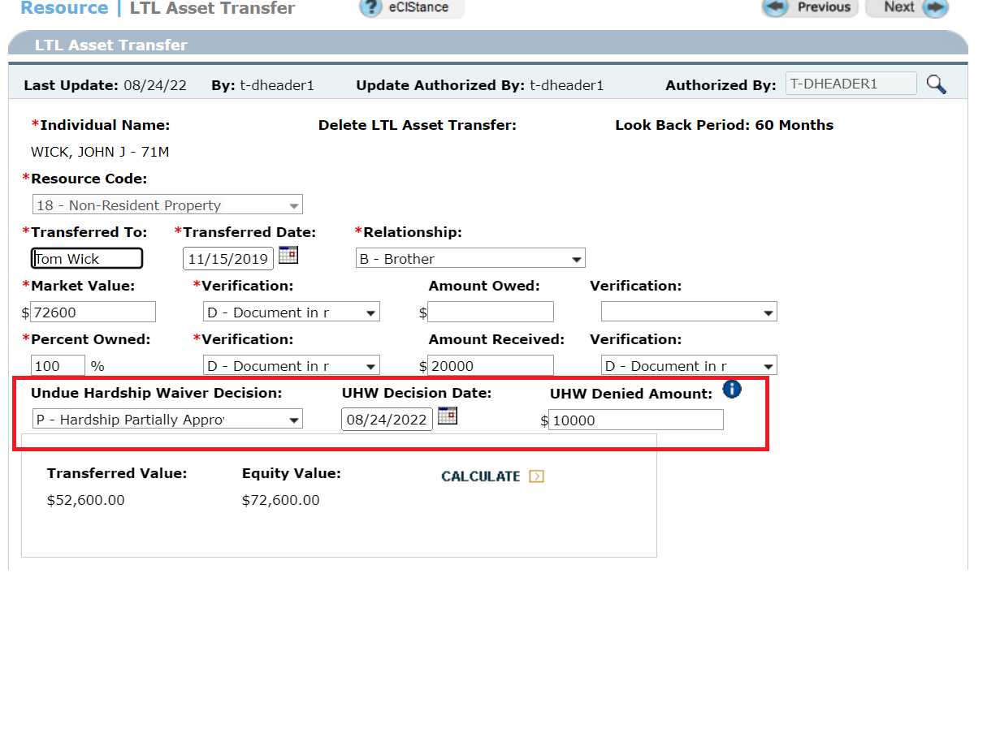 Resource | LTL Asset Transfer ? eCIStance Previous Next
LTL Asset Transfer
Last Update: 08/24/22 By: t-dheader1 Update Authorized By: t-dheader1 Authorized By: T-DHEADER1
*Individual Name: Delete LTL Asset Transfer: Look Back Period: 60 Months
WICK, JOHN J - 71M
*Resource Code:
18 - Non-Resident Property
*Transferred To: *Transferred Date: *Relationship:
Tom Wick 11/15/2019 B - Brother
*Market Value: *Verification: Amount Owed: Verification:
$ 72600 D - Document in r $
*Percent Owned: *Verification: Amount Received: Verification:
100 % D - Document in r $ 20000 D - Document in r
Undue Hardship Waiver Decision: UHW Decision Date: UHW Denied Amount: i
P - Hardship Partially Appro 08/24/2022 $ 10000
Transferred Value: Equity Value: CALCULATE
$52,600.00 $72,600.00